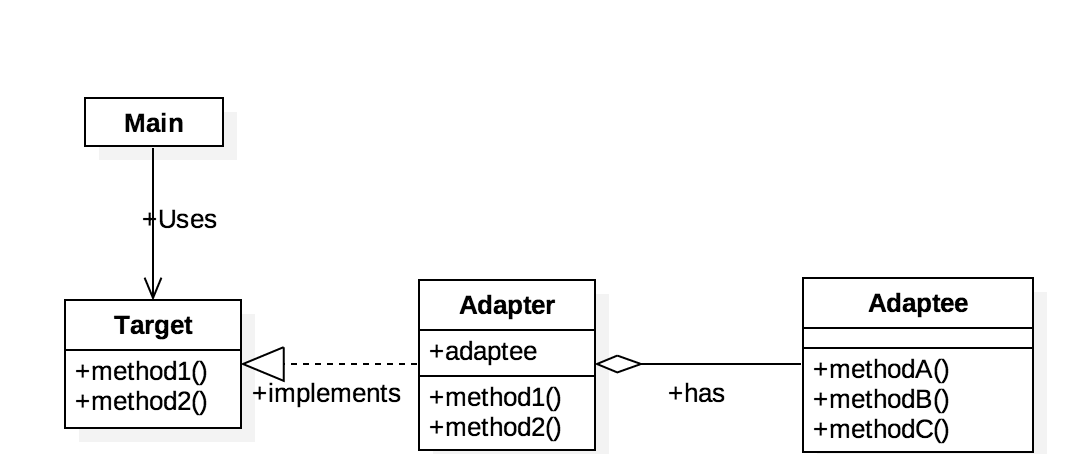 Main
+Uses
Target
+method1()
+method2()
+implements
Adapter
+adaptee
+method1()
+method2()
+has
Adaptee
+methodA()
+methodB()
+methodC()